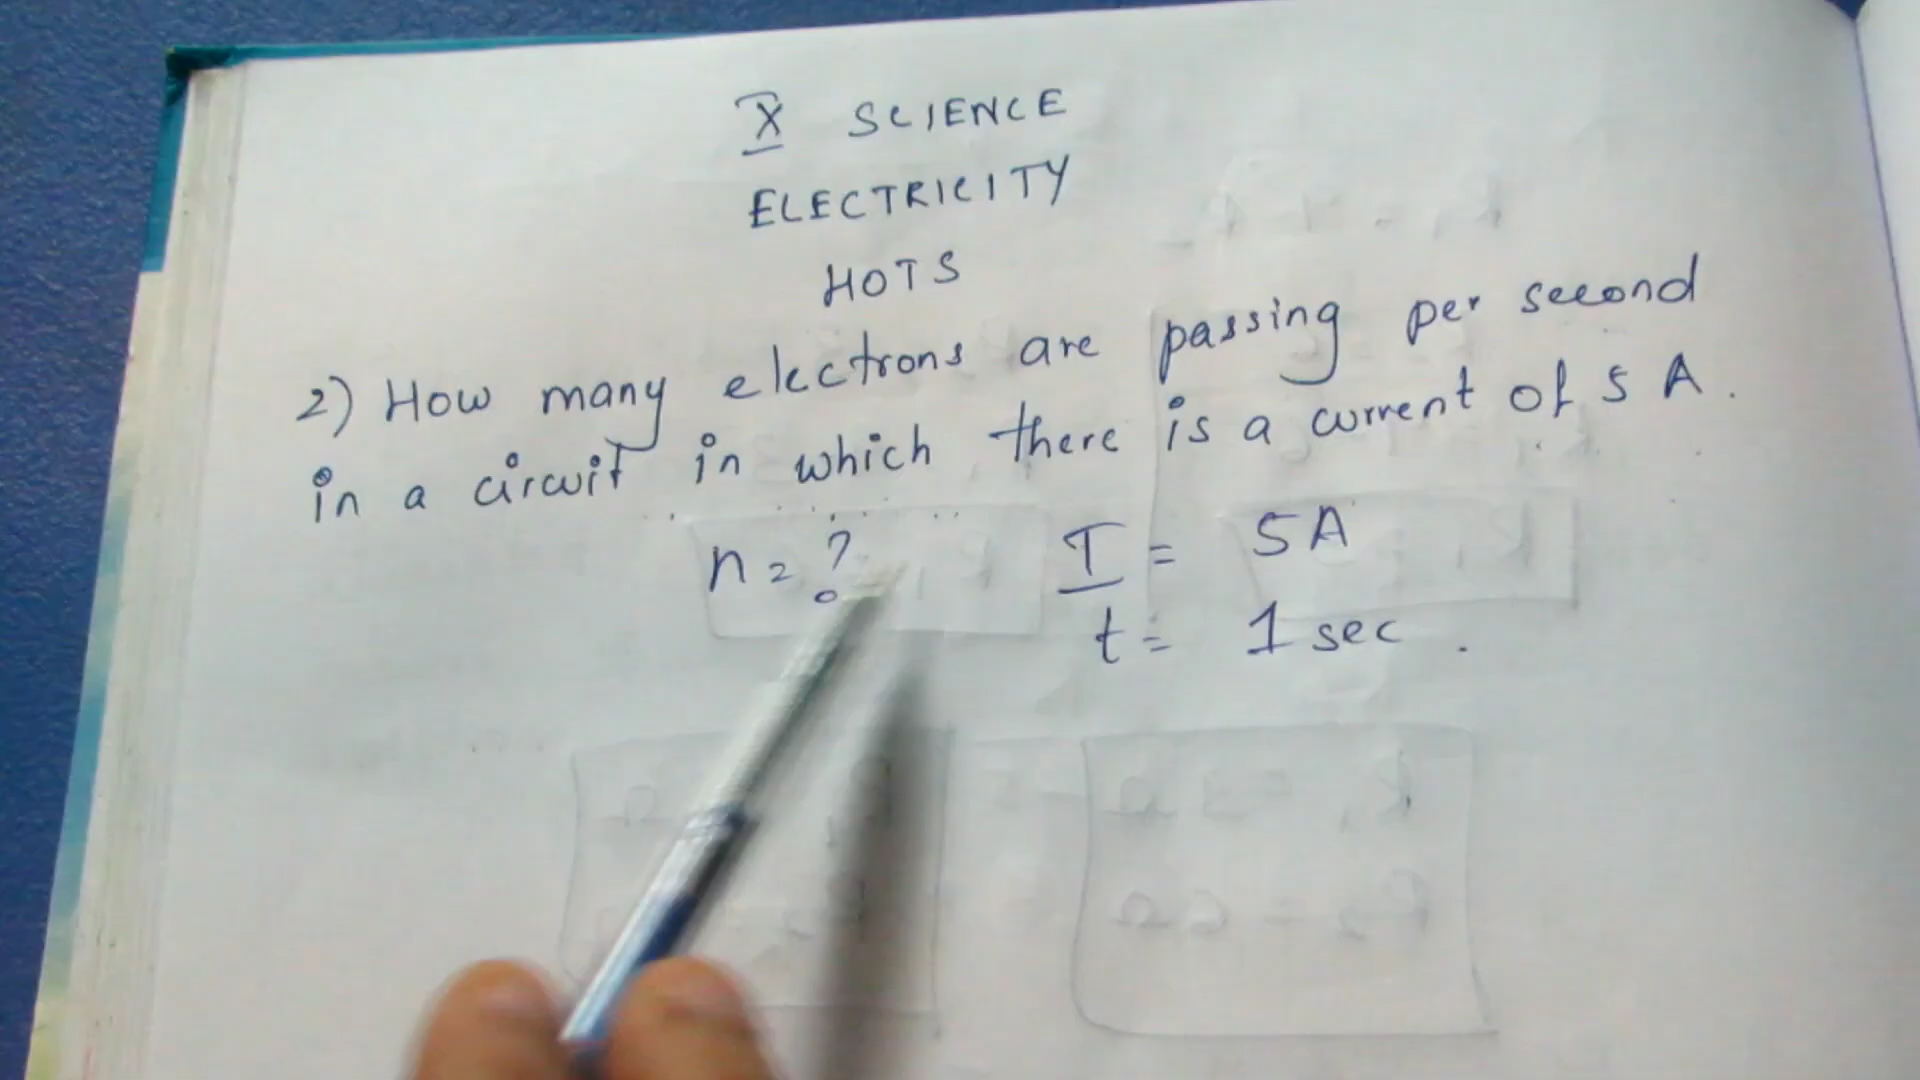 X SCIENCE
ELECTRICITY
HOTS
2) How many electrons are passing per second
in a circuit in which there is a current of 5 A.
n = ? I = 5A
t = 1 sec.